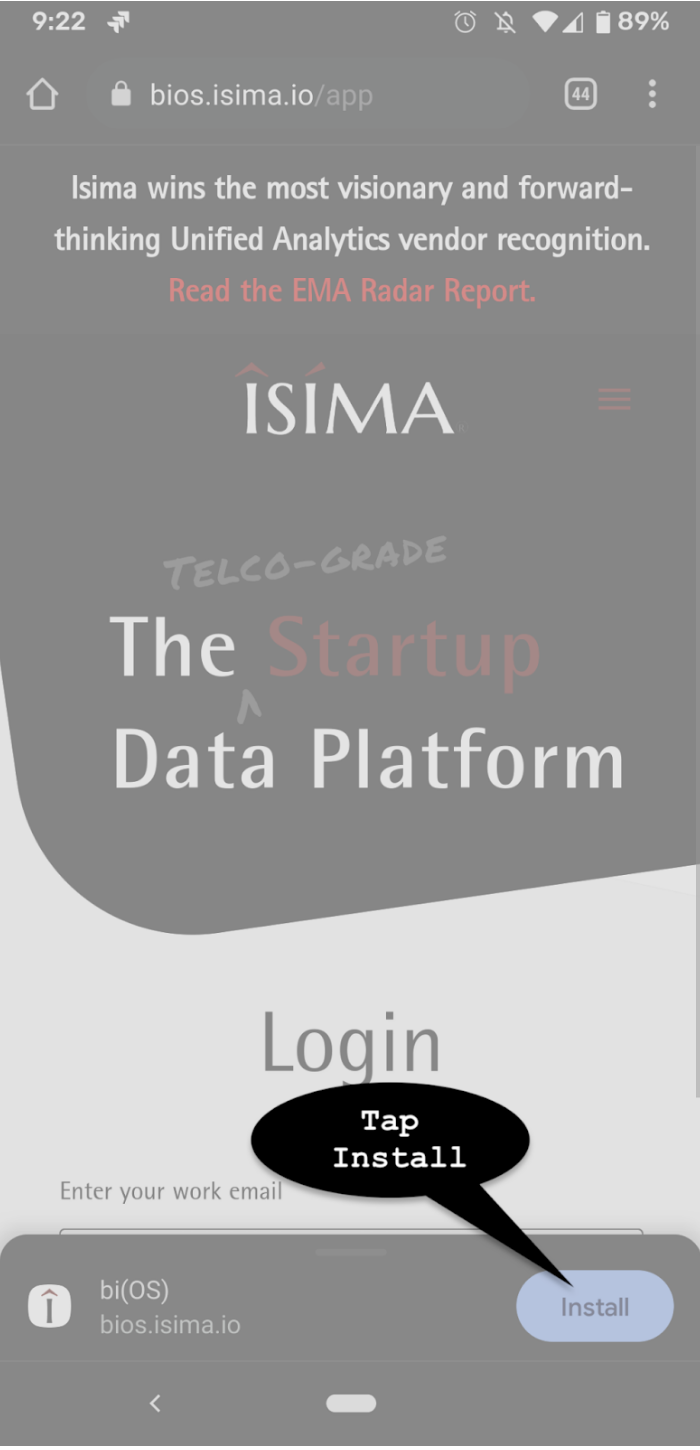 9:22
89%
bios.isima.io/app
44
Isima wins the most visionary and forward-
thinking Unified Analytics vendor recognition.
Read the EMA Radar Report.
ÎSÍMA
TELCO-GRADE
The Startup
^
Data Platform
Login
Tap
Install
Enter your work email
bi(OS)
bios.isima.io
Install